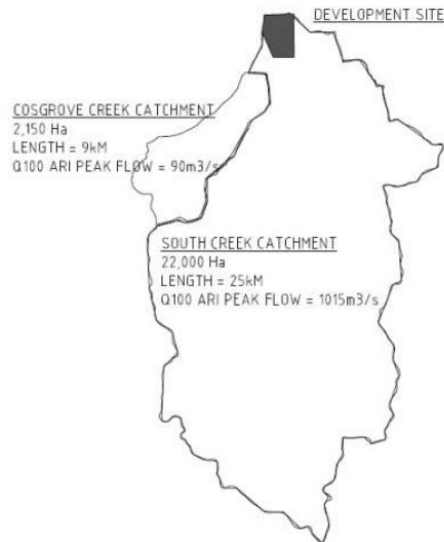 DEVELOPMENT SITE
COSGROVE CREEK CATCHMENT
2,150 Ha
LENGTH = 9kM
Q100 ARI PEAK FLOW = 90m3/s
SOUTH CREEK CATCHMENT
22,000 Ha
LENGTH = 25kM
Q100 ARI PEAK FLOW = 1015m3/s